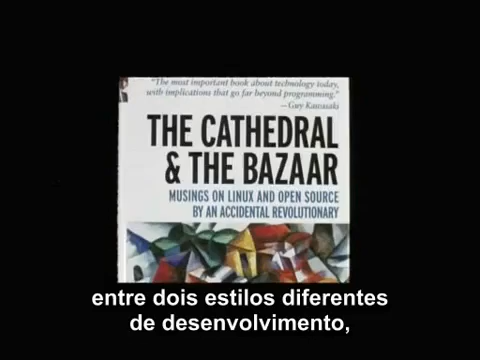 "The most important book about technology today,
with implications that go far beyond programming."
—Guy Kawasaki
THE CATHEDRAL
& THE BAZAAR
MUSINGS ON LINUX AND OPEN SOURCE
BY AN ACCIDENTAL REVOLUTIONARY
entre dois estilos diferentes
de desenvolvimento,